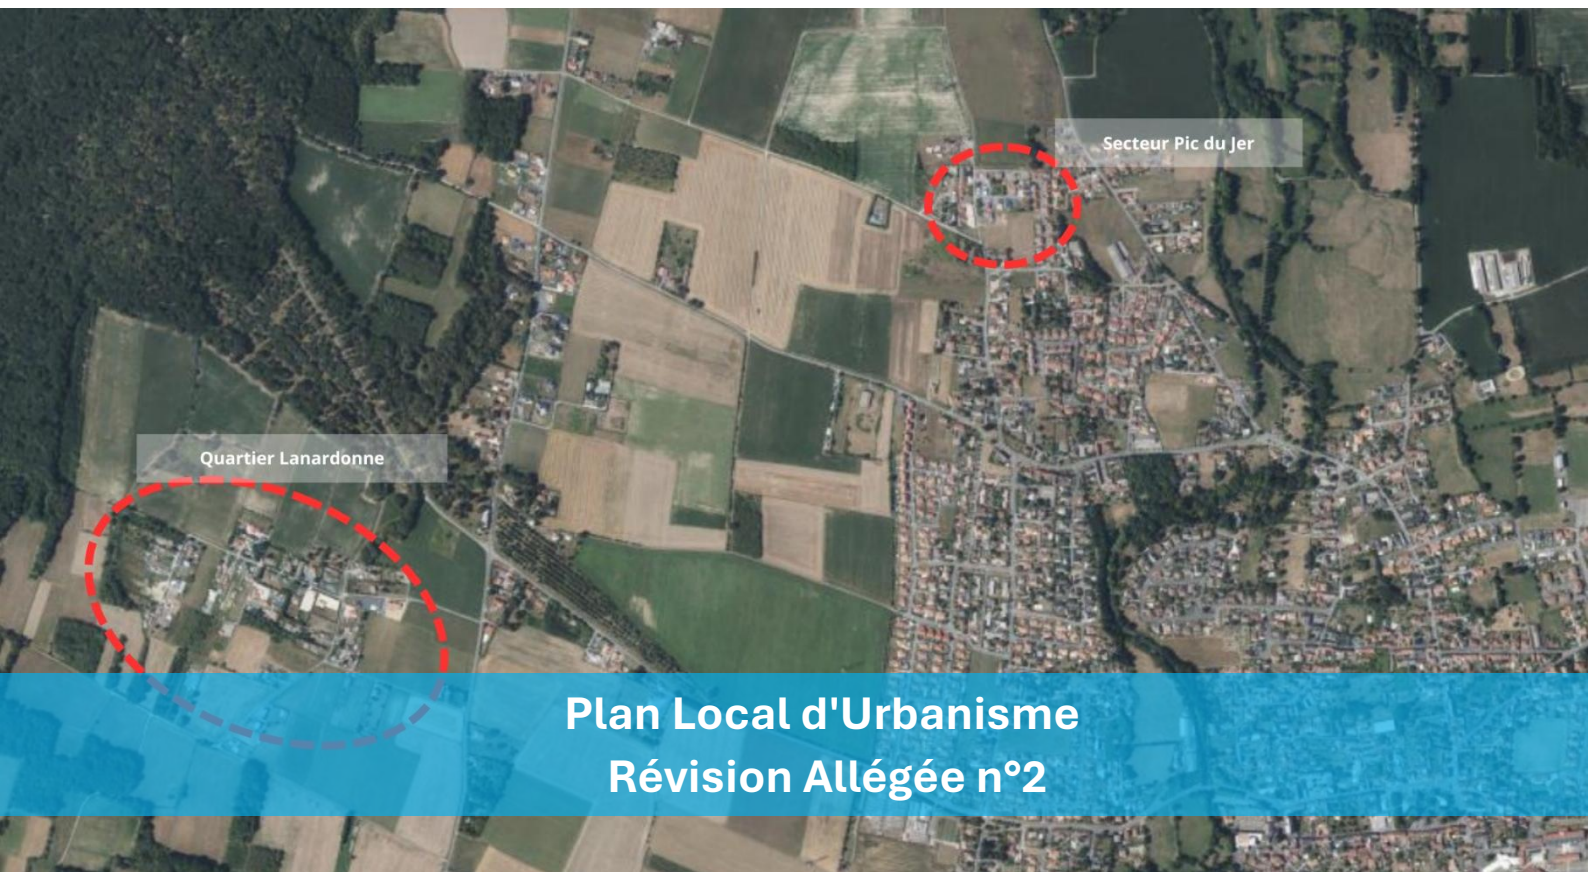 Secteur Pic du Jer
Quartier Lanardonne
Plan Local d'Urbanisme
Révision Allégée n°2